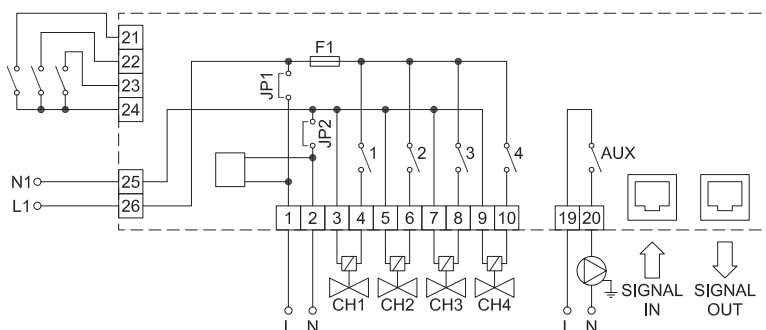 21
22
23
24
F1
JP1
JP2
1
2
3
4
AUX
N1
25
L1
26
1
2
3
4
5
6
7
8
9
10
19
20
CH1
CH2
CH3
CH4
SIGNAL
IN
SIGNAL
OUT
L
N
L
N